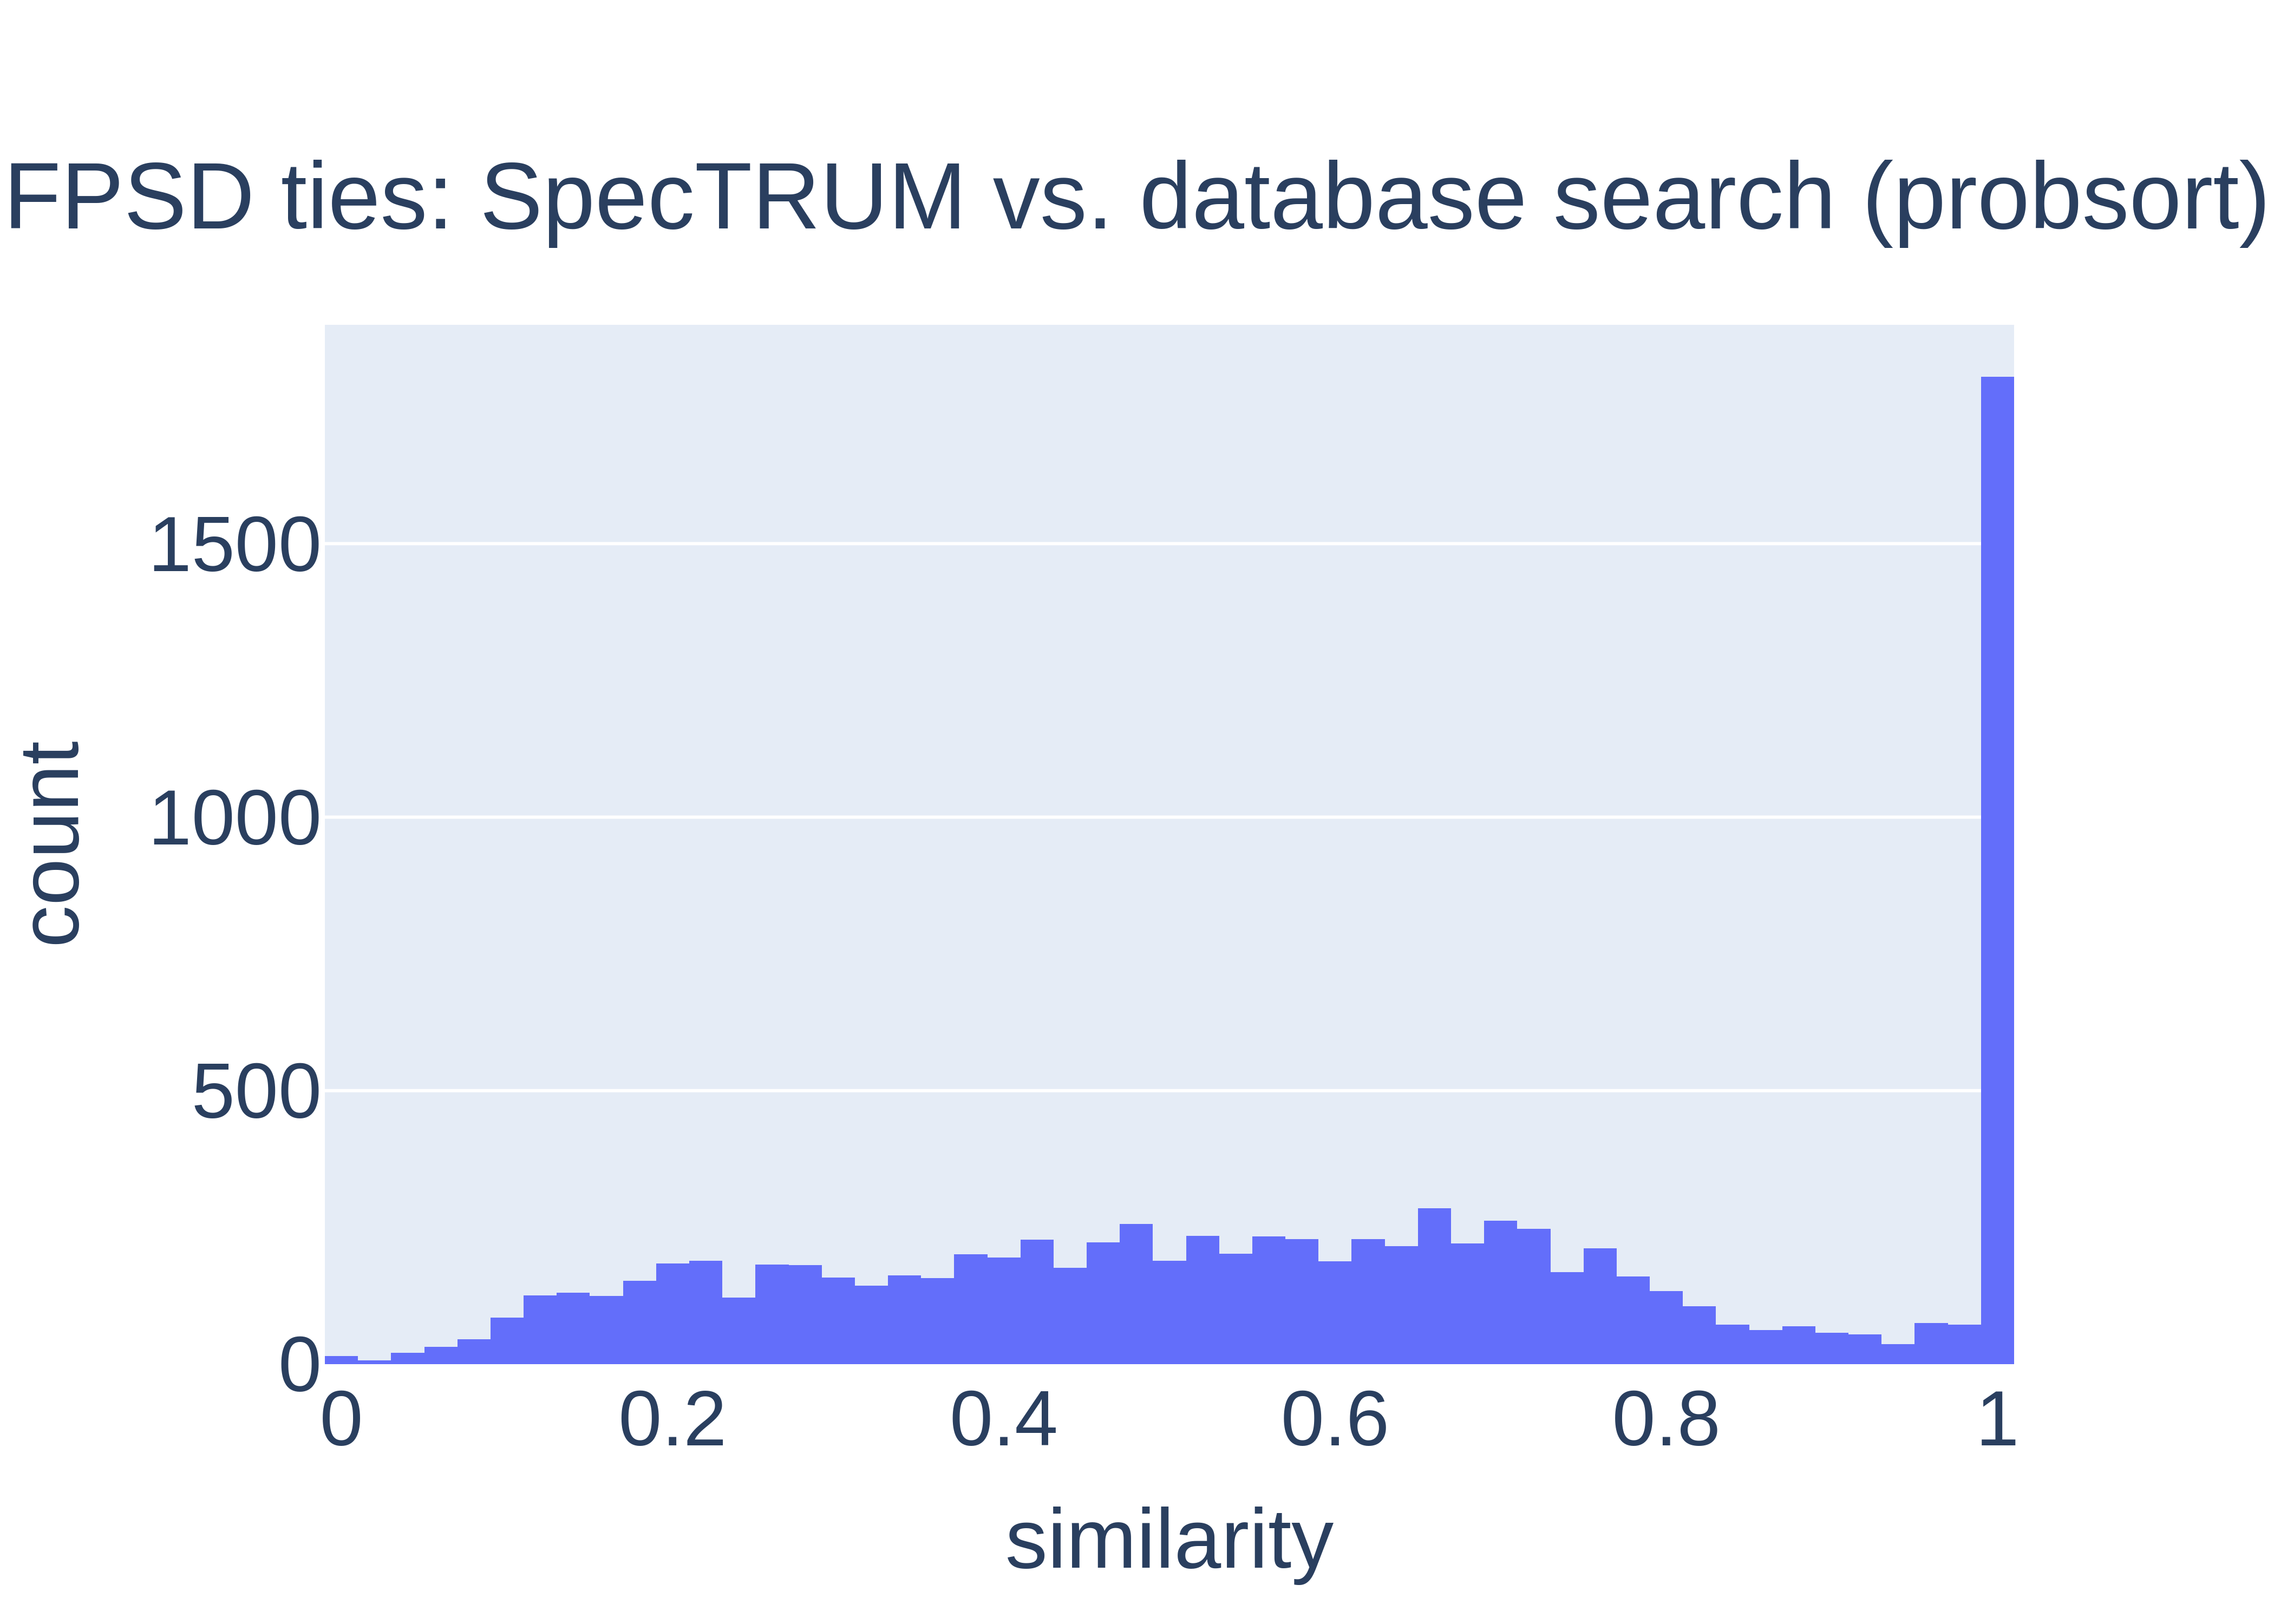 FPSD ties: SpecTRUM vs. database search (probsort)
1500
1000
500
0
count
0 0.2 0.4 0.6 0.8 1
similarity